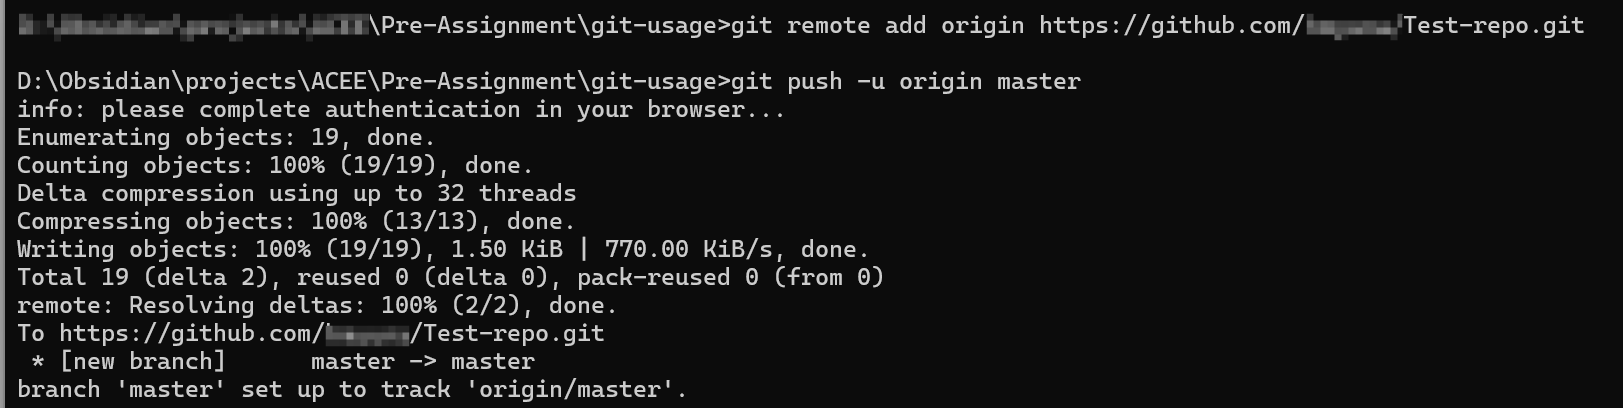 \Pre-Assignment\git-usage>git remote add origin https://github.com/Test-repo.git
D:\Obsidian\projects\ACEE\Pre-Assignment\git-usage>git push -u origin master
info: please complete authentication in your browser...
Enumerating objects: 19, done.
Counting objects: 100% (19/19), done.
Delta compression using up to 32 threads
Compressing objects: 100% (13/13), done.
Writing objects: 100% (19/19), 1.50 KiB | 770.00 KiB/s, done.
Total 19 (delta 2), reused 0 (delta 0), pack-reused 0 (from 0)
remote: Resolving deltas: 100% (2/2), done.
To https://github.com//Test-repo.git
 * [new branch]      master -> master
branch 'master' set up to track 'origin/master'.